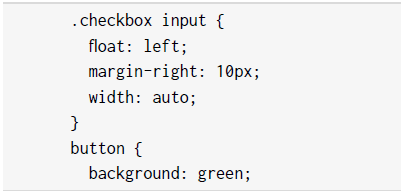 .checkbox input {
float: left;
margin-right: 10px;
width: auto;
}
button {
background: green;